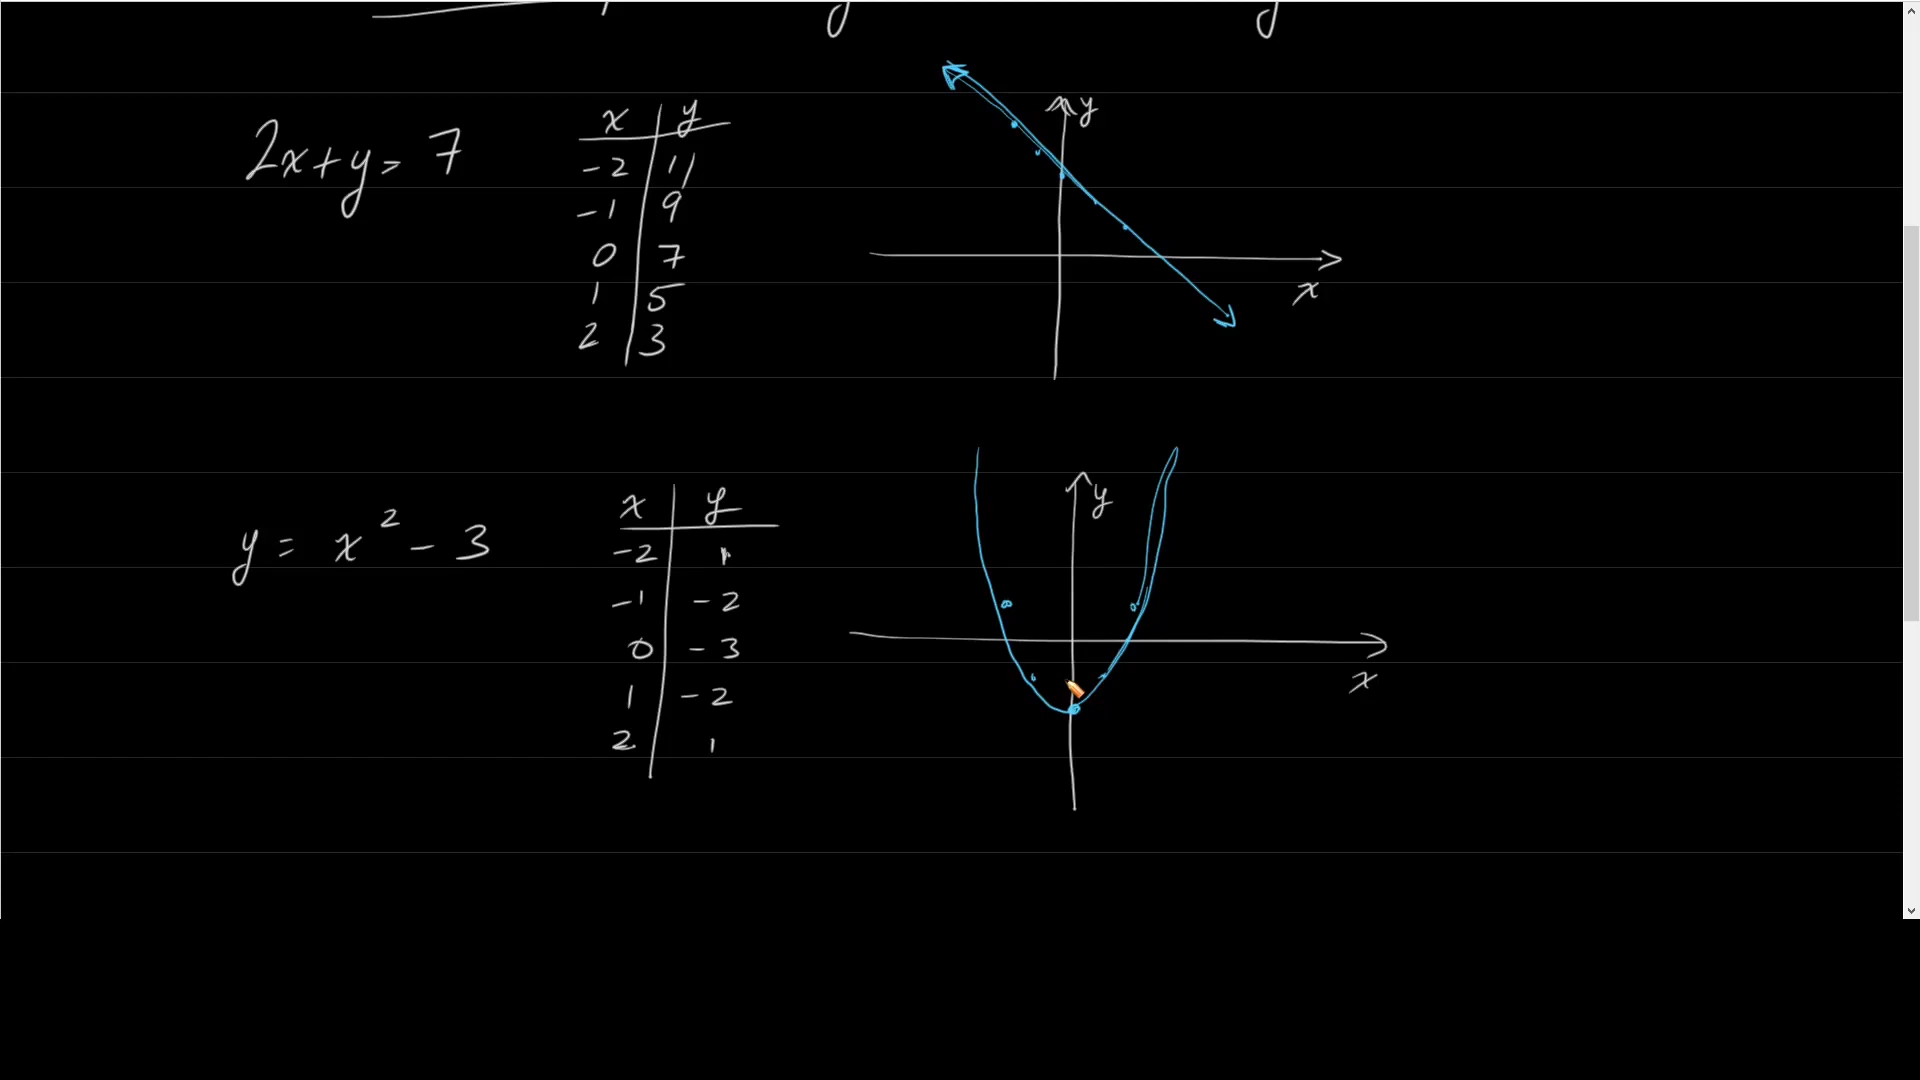 2x+y=7
x y
-2 11
-1 9
0 7
1 5
2 3
y
x
y = x² - 3
x y
-2 1
-1 -2
0 -3
1 -2
2 1
y
x